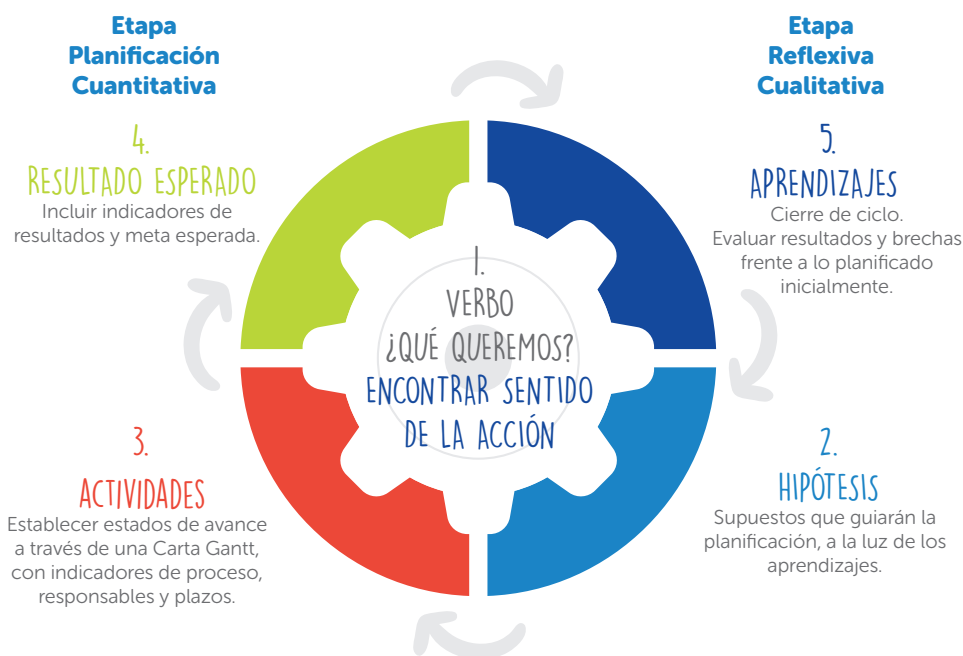 Etapa
Planificación
Cuantitativa
Etapa
Reflexiva
Cualitativa
4.
RESULTADO ESPERADO
Incluir indicadores de
resultados y meta esperada.
5.
APRENDIZAJES
Cierre de ciclo.
Evaluar resultados y brechas
frente a lo planificado
inicialmente.
1.
VERBO
¿QUÉ QUEREMOS?
ENCONTRAR SENTIDO
DE LA ACCIÓN
3.
ACTIVIDADES
Establecer estados de avance
a través de una Carta Gantt,
con indicadores de proceso,
responsables y plazos.
2.
HIPÓTESIS
Supuestos que guiarán la
planificación, a la luz de los
aprendizajes.